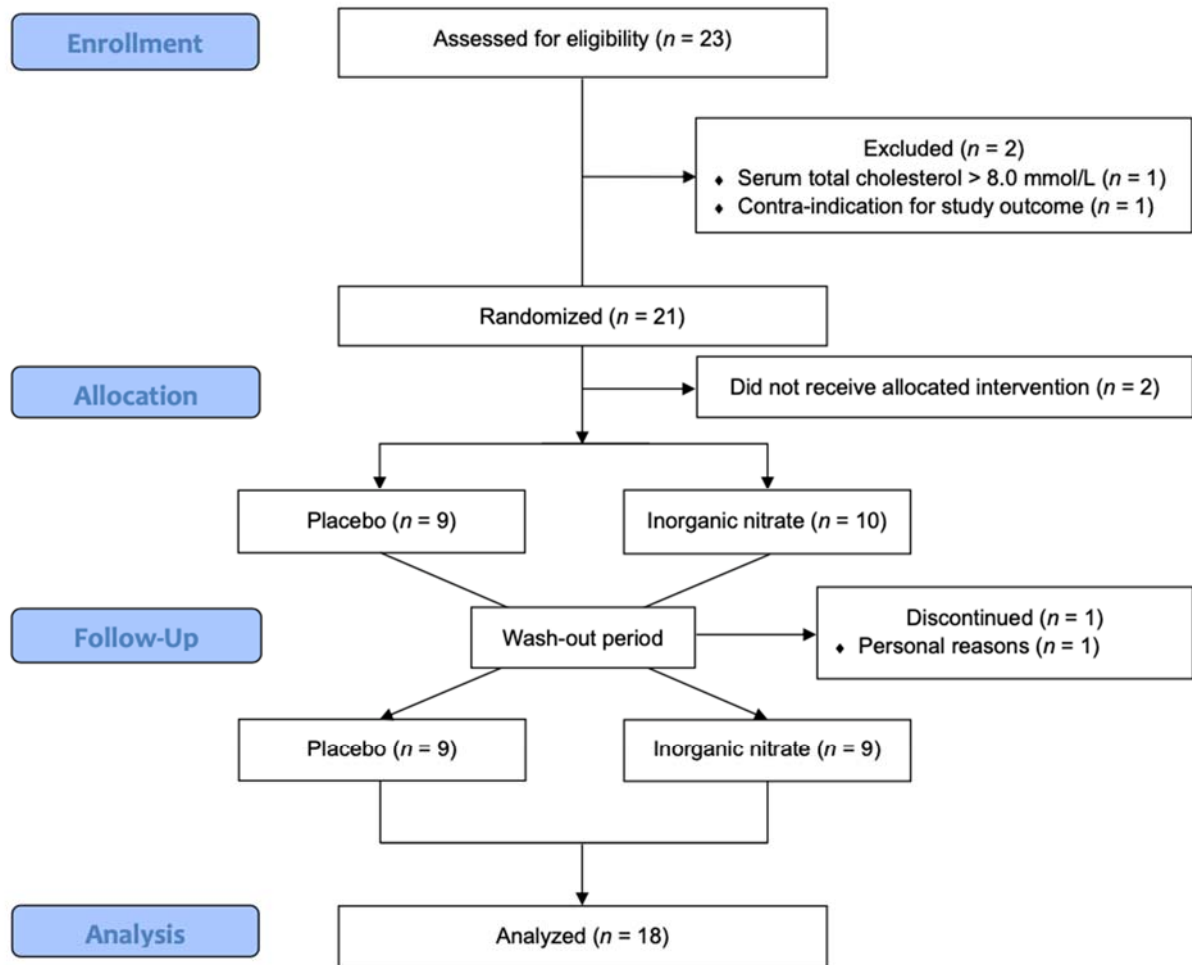 Enrollment
Assessed for eligibility (n = 23)
Excluded (n = 2)
♦ Serum total cholesterol > 8.0 mmol/L (n = 1)
♦ Contra-indication for study outcome (n = 1)
Randomized (n = 21)
Allocation
Did not receive allocated intervention (n = 2)
Placebo (n = 9)
Inorganic nitrate (n = 10)
Follow-Up
Wash-out period
Discontinued (n = 1)
♦ Personal reasons (n = 1)
Placebo (n = 9)
Inorganic nitrate (n = 9)
Analysis
Analyzed (n = 18)